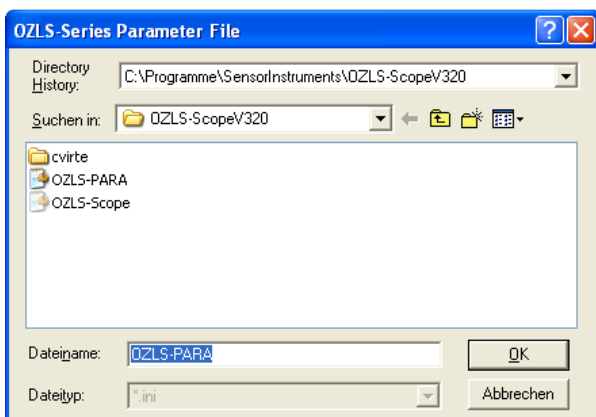 OZLS-Series Parameter File
Directory
History:
C:\Programme\SensorInstruments\OZLS-ScopeV320
Suchen in:
OZLS-ScopeV320
cvirte
OZLS-PARA
OZLS-Scope
Dateiname:
OZLS-PARA
OK
Dateityp:
*.ini
Abbrechen